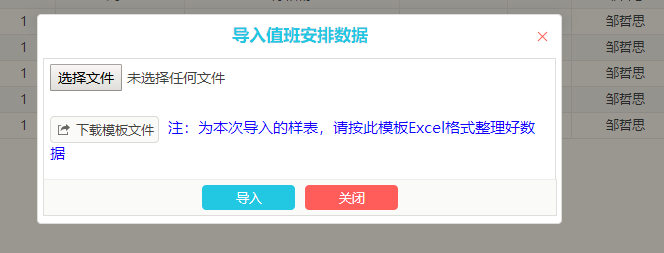 1
邹哲思
导入值班安排数据
1
邹哲思
1
邹哲思
选择文件 未选择任何文件
1
邹哲思
下载模板文件 注：为本次导入的样表，请按此模板Excel格式整理好数
1
邹哲思
据
导入 关闭